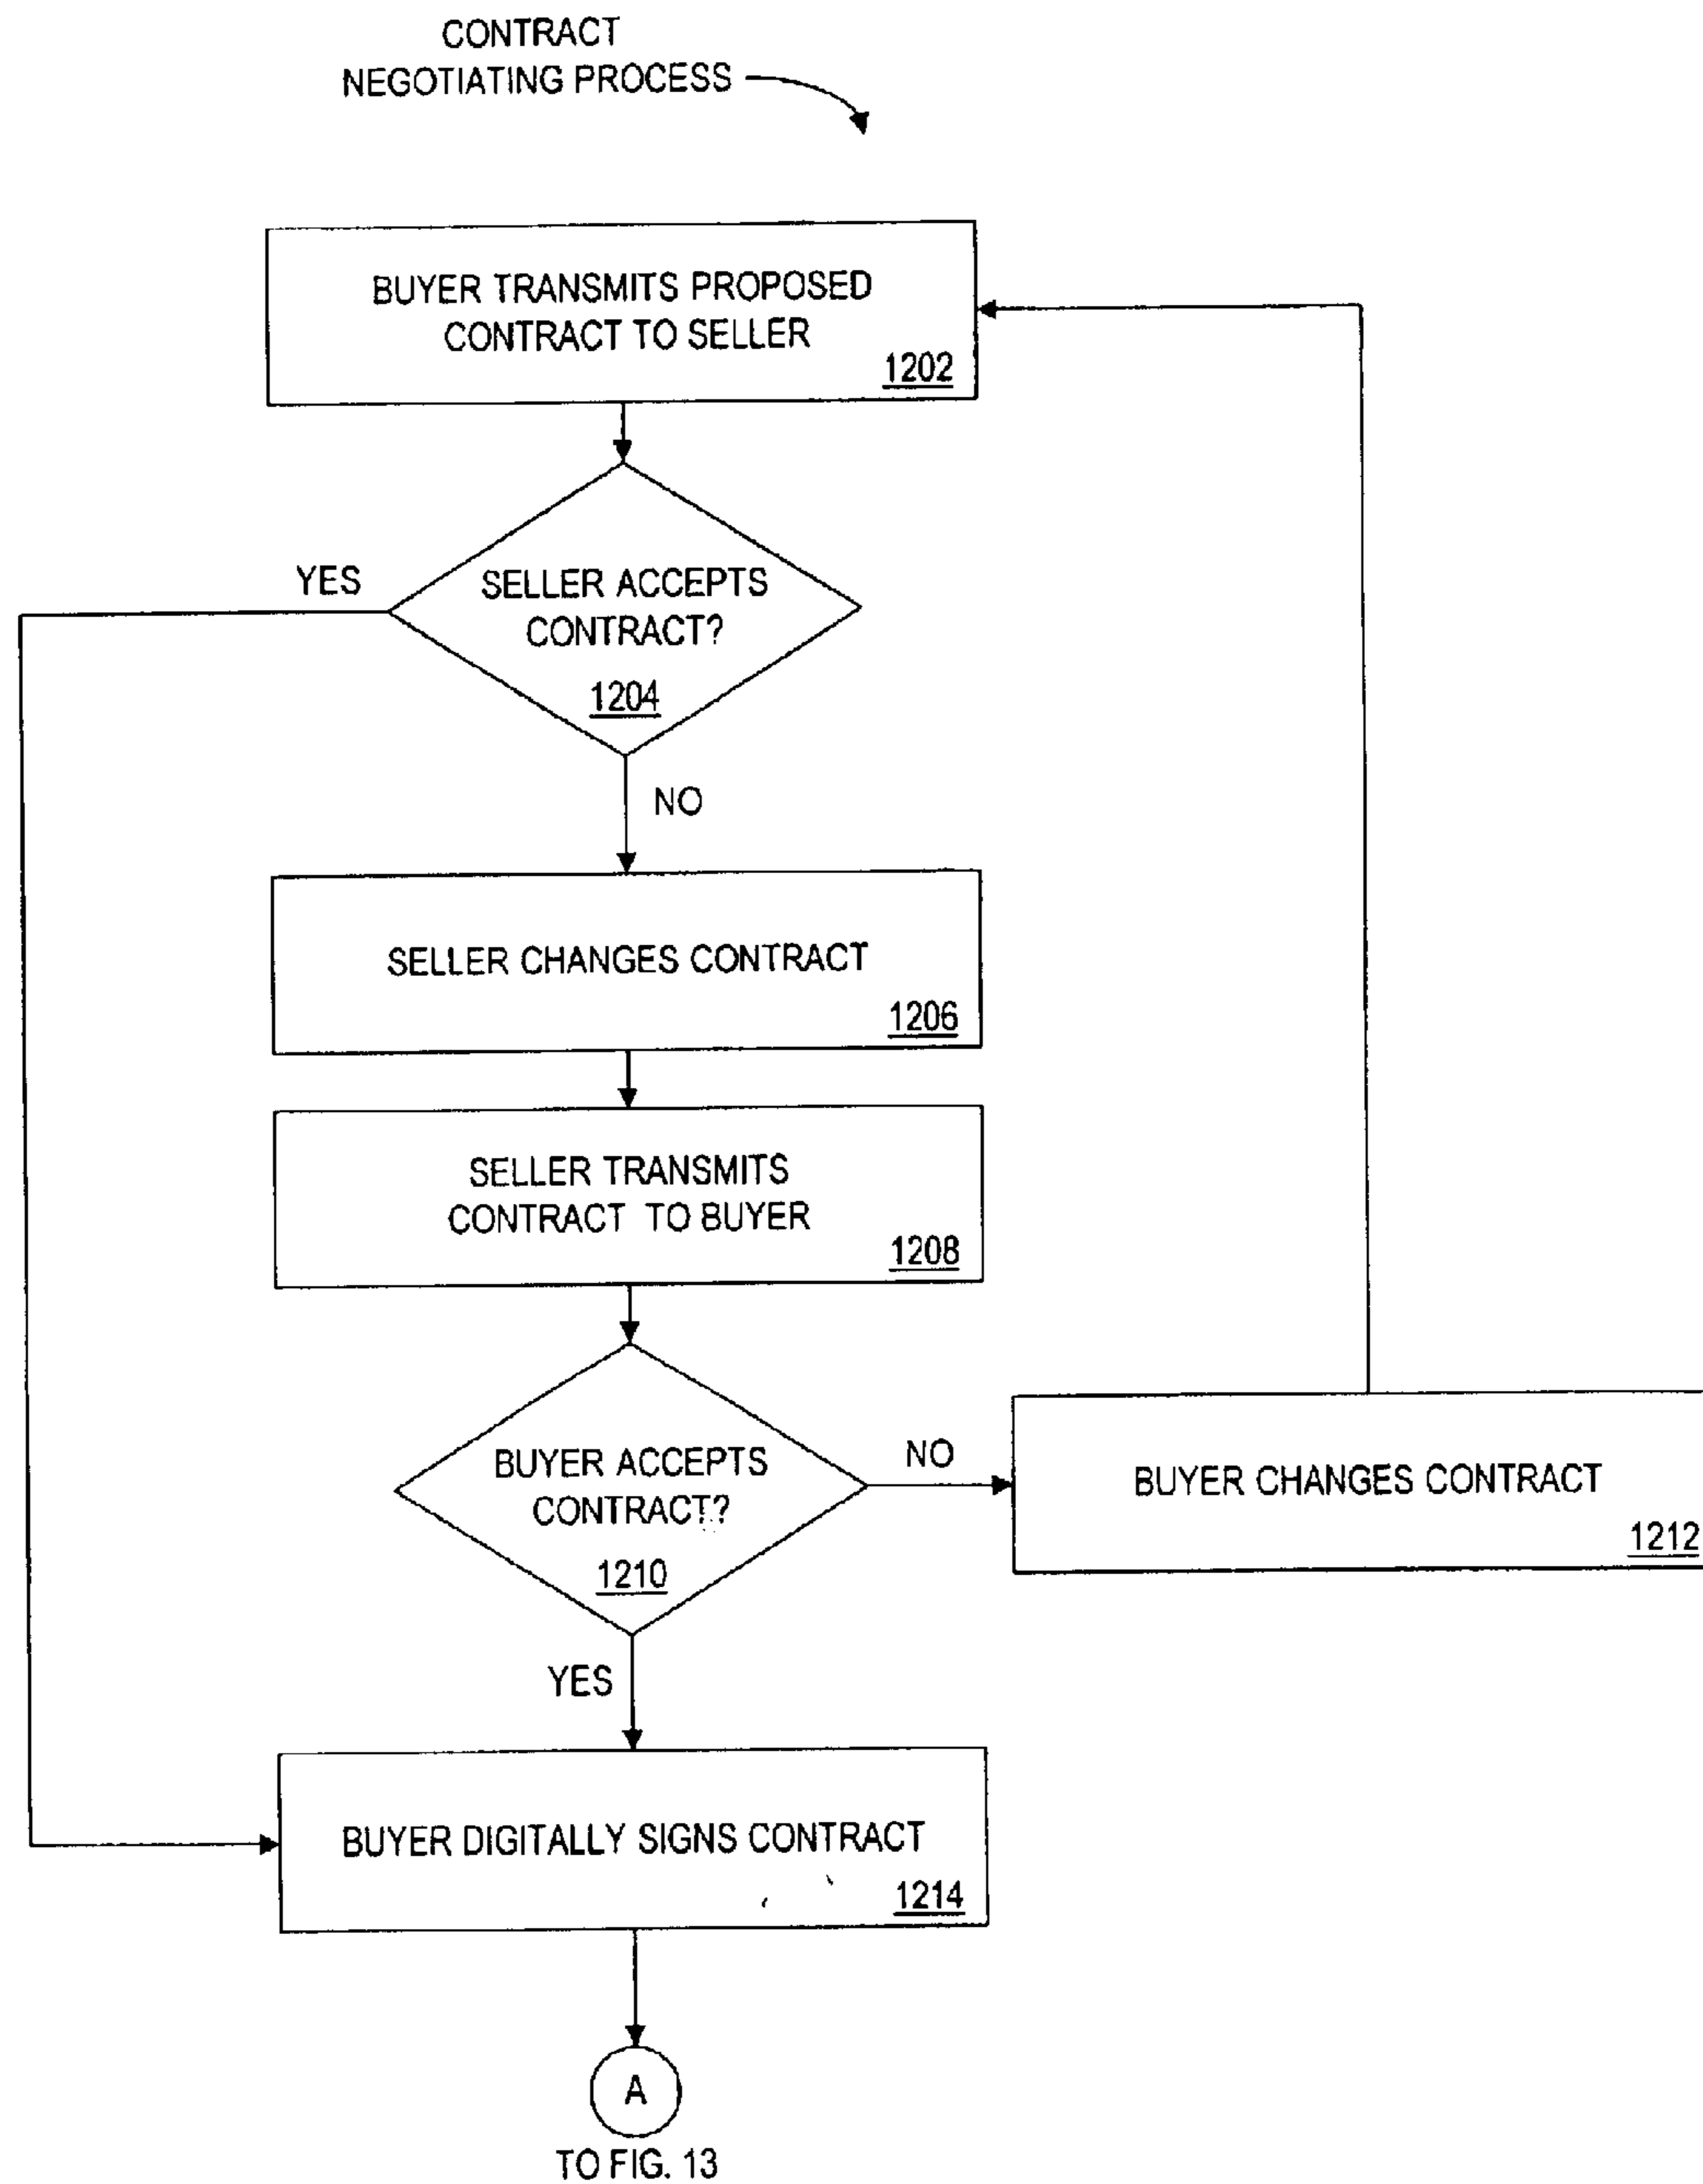 CONTRACT
NEGOTIATING PROCESS
BUYER TRANSMITS PROPOSED
CONTRACT TO SELLER
1202
YES
SELLER ACCEPTS
CONTRACT?
1204
NO
SELLER CHANGES CONTRACT
1206
SELLER TRANSMITS
CONTRACT TO BUYER
1208
BUYER ACCEPTS
CONTRACT?
1210
NO
BUYER CHANGES CONTRACT
1212
YES
BUYER DIGITALLY SIGNS CONTRACT
1214
A
TO FIG. 13